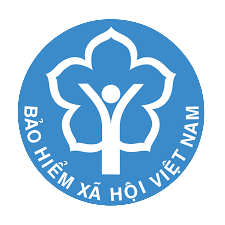 BẢO HIỂM XÃ HỘI VIỆT NAM